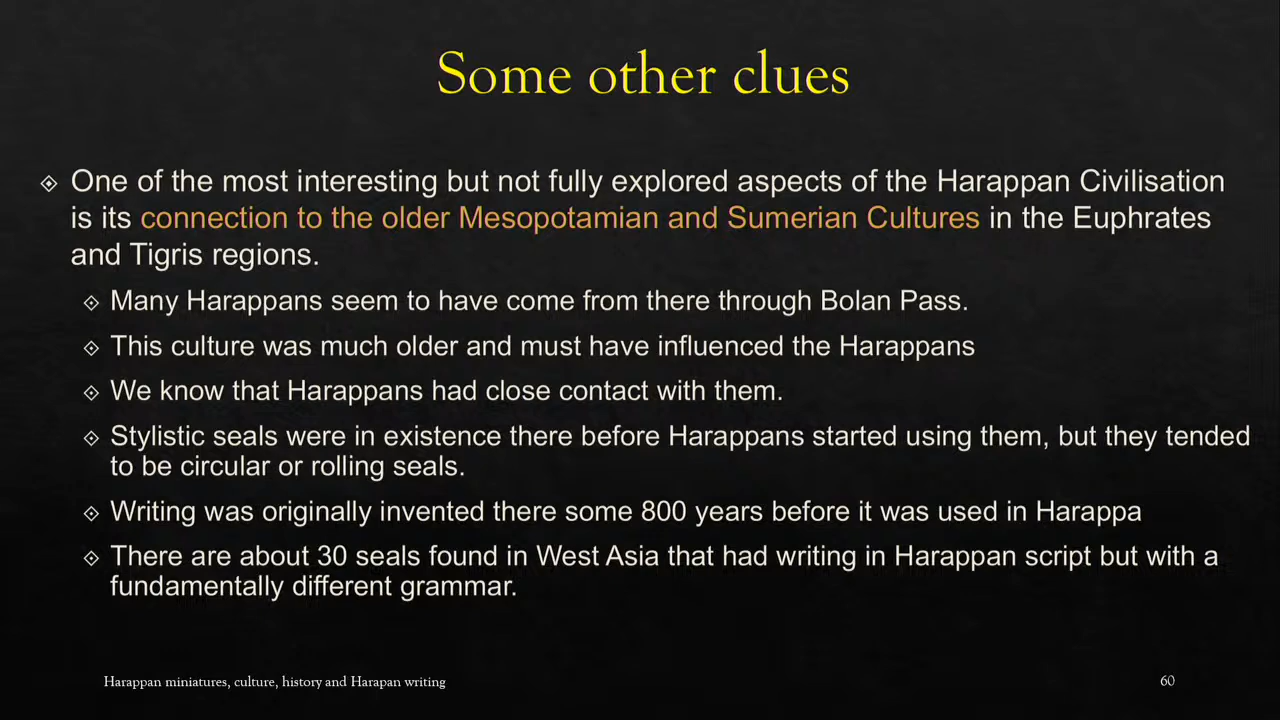 Some other clues
One of the most interesting but not fully explored aspects of the Harappan Civilisation
is its connection to the older Mesopotamian and Sumerian Cultures in the Euphrates
and Tigris regions.
Many Harappans seem to have come from there through Bolan Pass.
This culture was much older and must have influenced the Harappans
We know that Harappans had close contact with them.
Stylistic seals were in existence there before Harappans started using them, but they tended
to be circular or rolling seals.
Writing was originally invented there some 800 years before it was used in Harappa
There are about 30 seals found in West Asia that had writing in Harappan script but with a
fundamentally different grammar.
Harappan miniatures, culture, history and Harapan writing
60